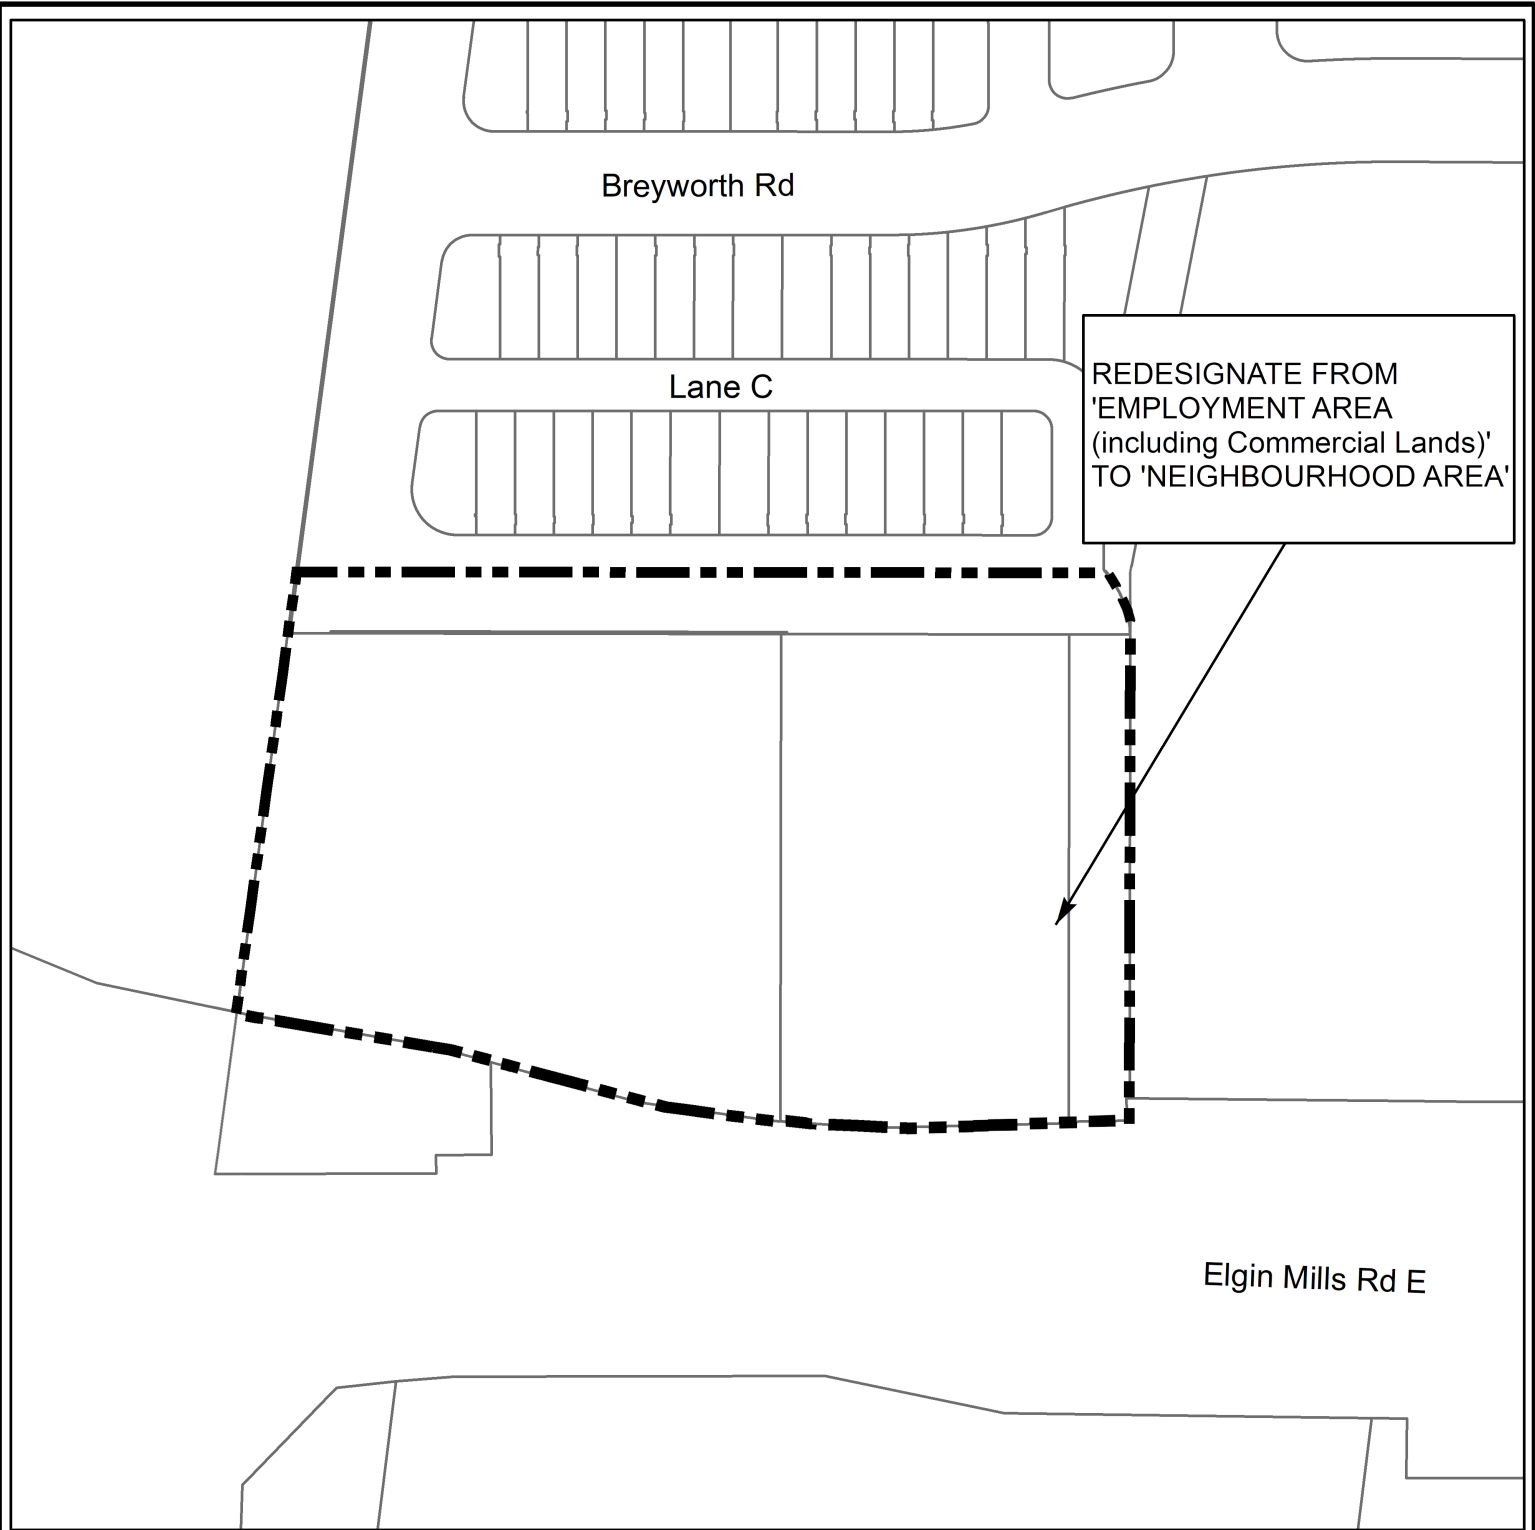 Breyworth Rd
Lane C
REDESIGNATE FROM
'EMPLOYMENT AREA
(including Commercial Lands)'
TO 'NEIGHBOURHOOD AREA'
Elgin Mills Rd E